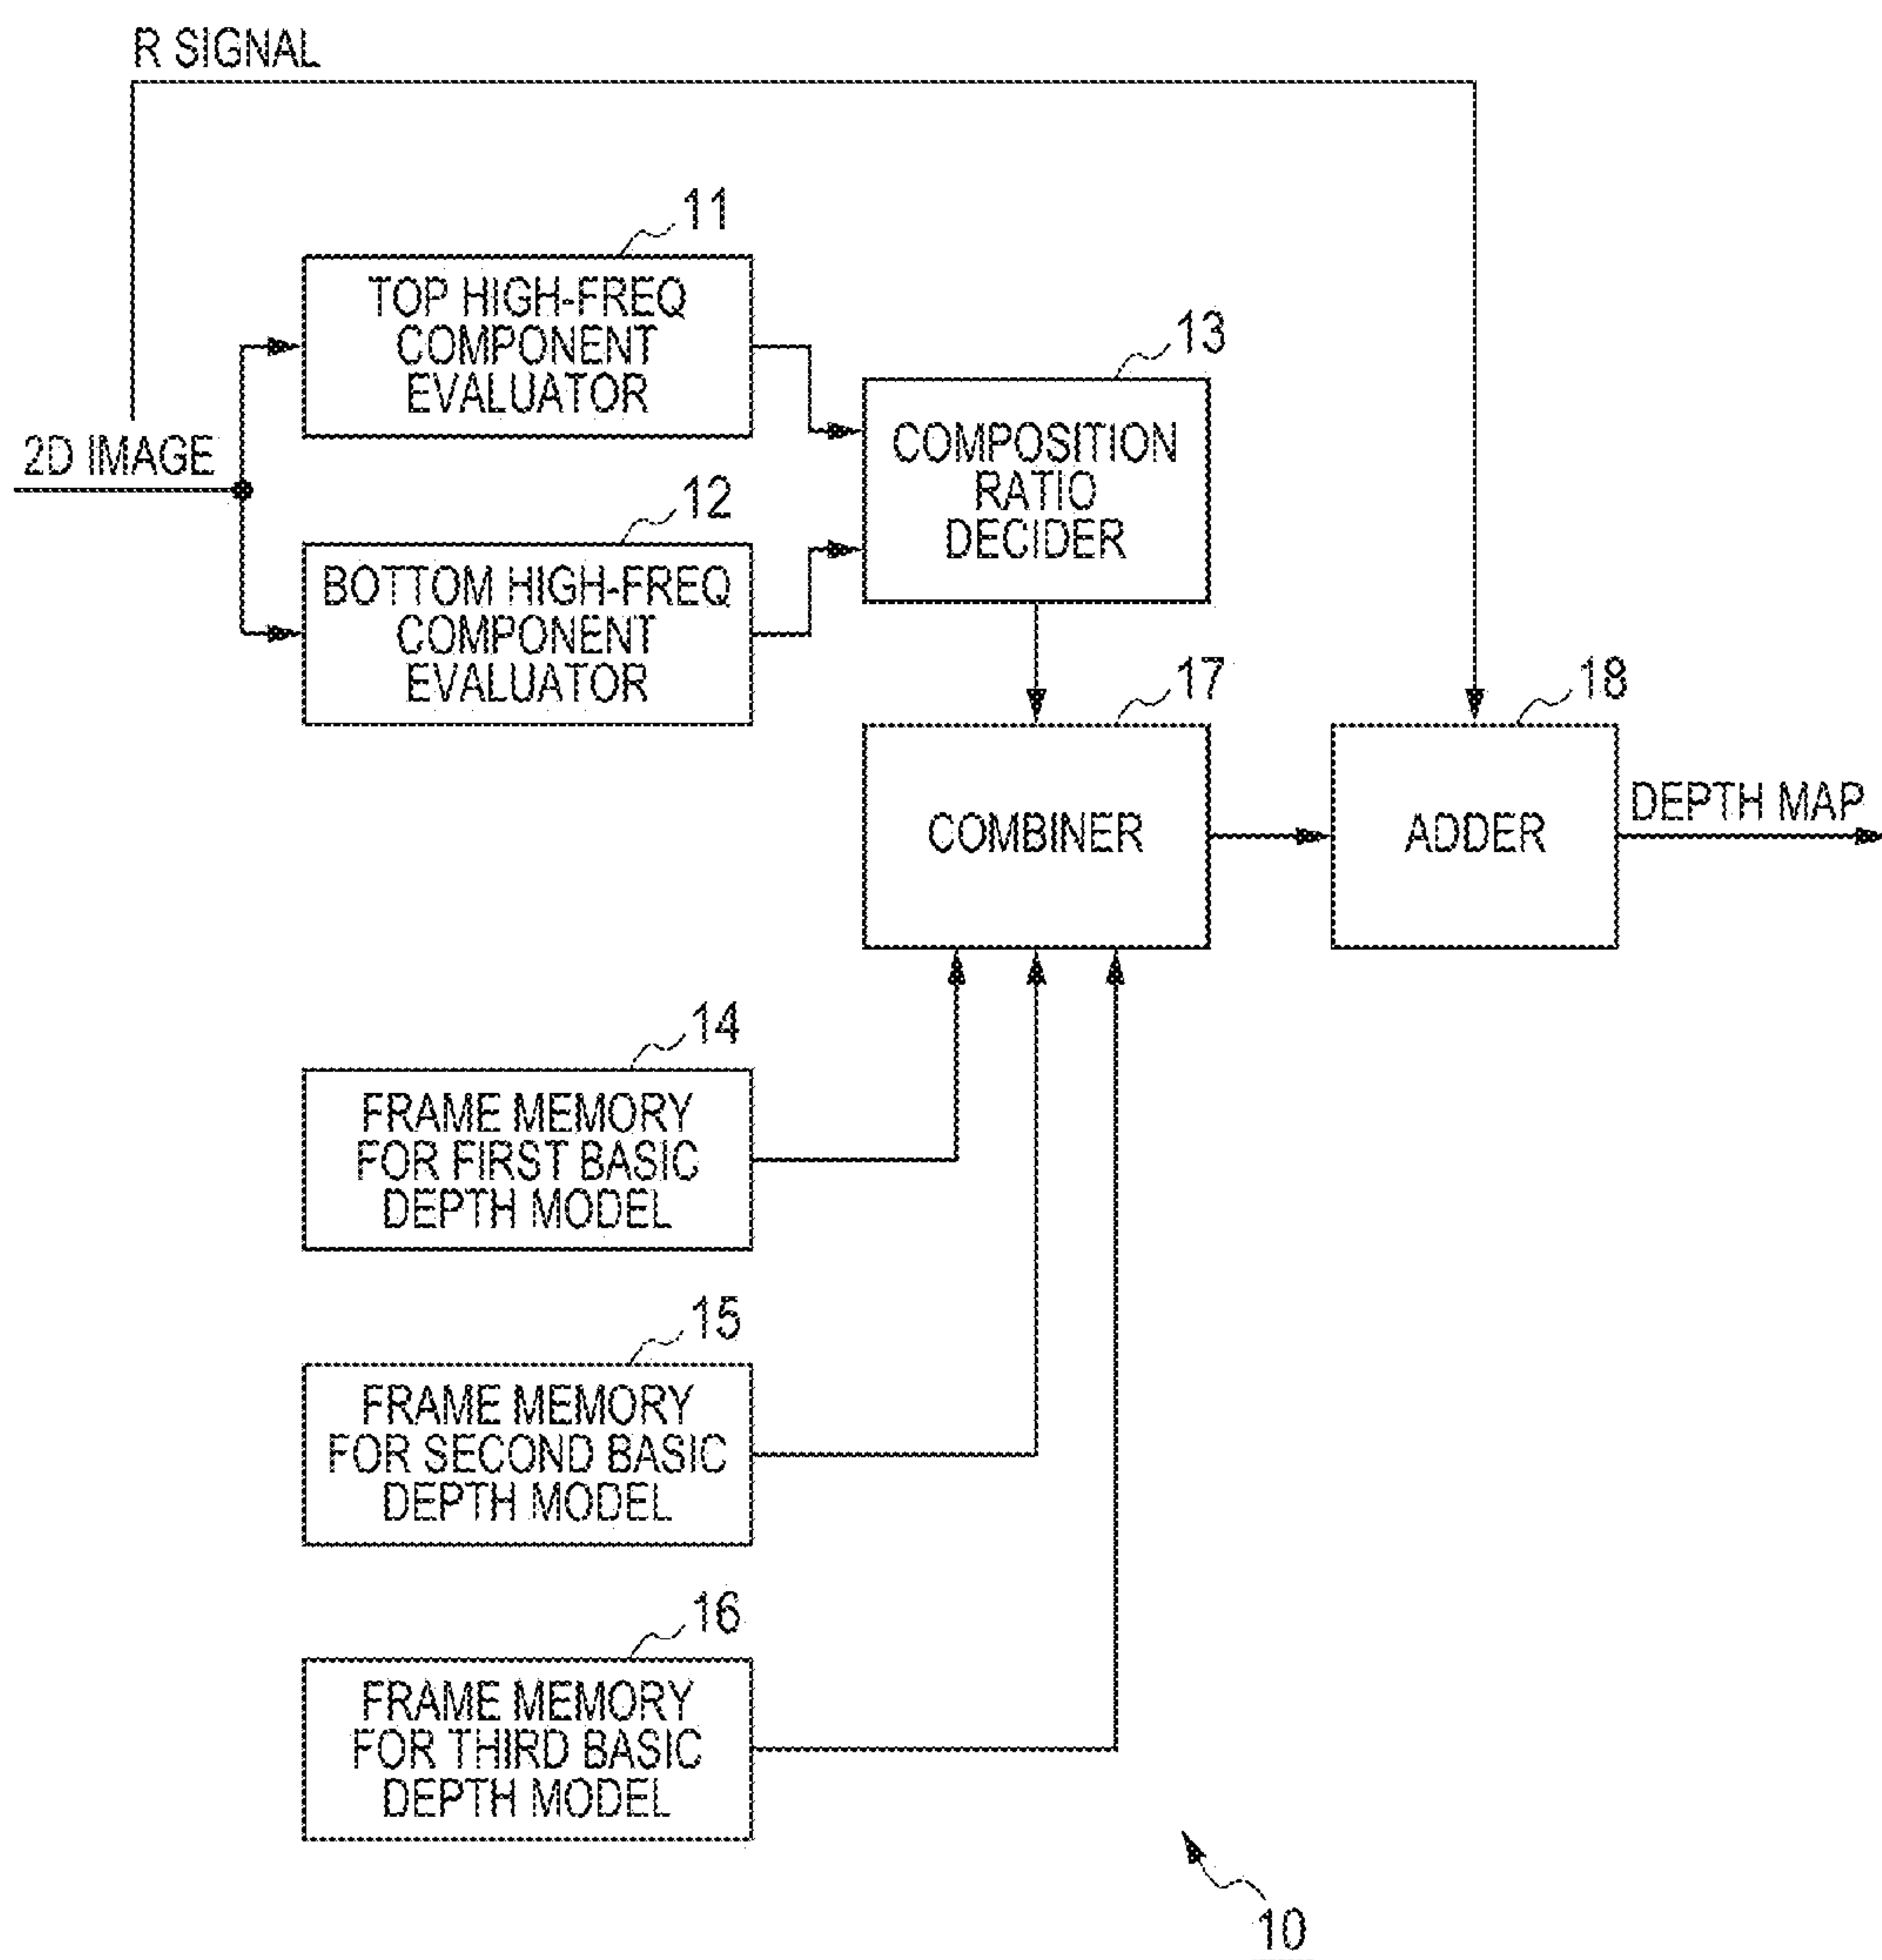 R SIGNAL
11
TOP HIGH-FREQ
COMPONENT
EVALUATOR
13
COMPOSITION
RATIO
DECIDER
2D IMAGE
12
BOTTOM HIGH-FREQ
COMPONENT
EVALUATOR
17
COMBINER
18
ADDER
DEPTH MAP
14
FRAME MEMORY
FOR FIRST BASIC
DEPTH MODEL
15
FRAME MEMORY
FOR SECOND BASIC
DEPTH MODEL
16
FRAME MEMORY
FOR THIRD BASIC
DEPTH MODEL
10